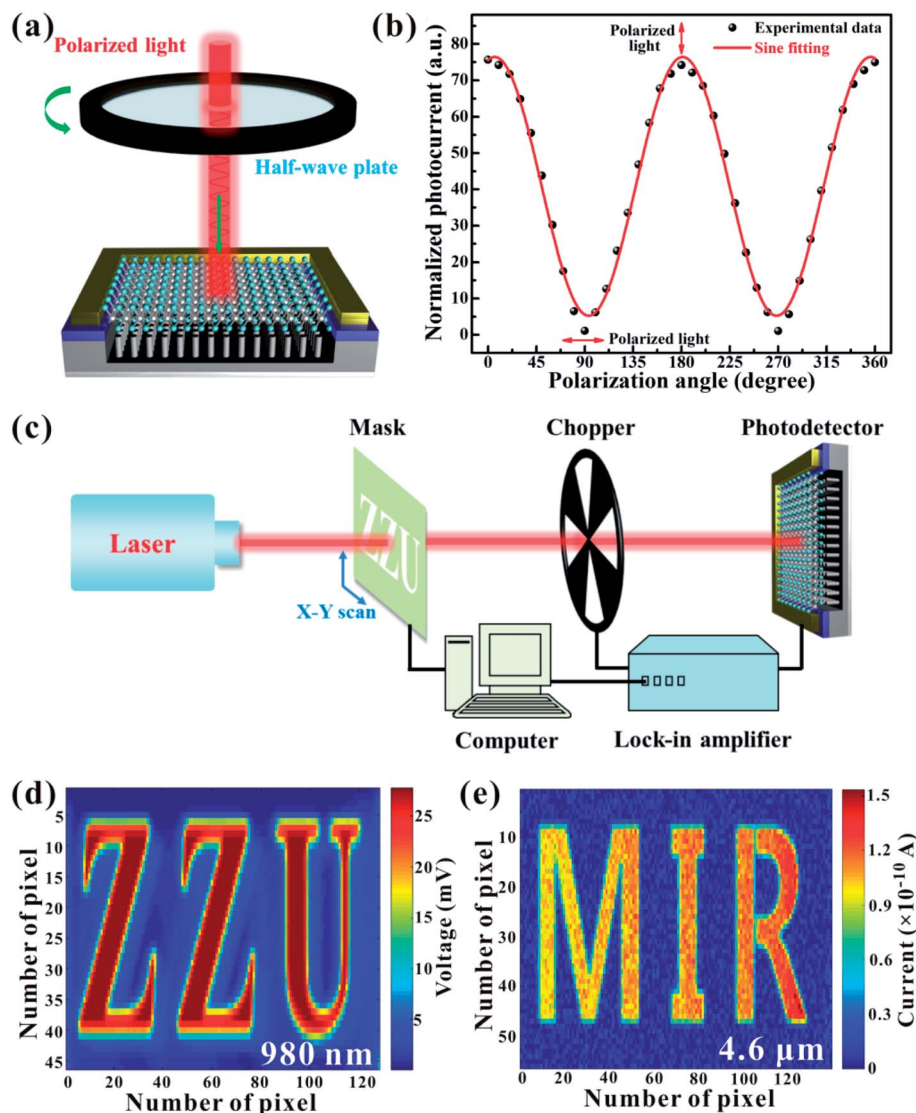 (a)
Polarized light
Half-wave plate
(b)
Normalized photocurrent (a.u.)
80
70
60
50
40
30
20
10
0
Polarized
light
Experimental data
Sine fitting
Polarized light
0 45 90 135 180 225 270 315 360
Polarization angle (degree)
(c)
Mask
Chopper
Photodetector
Laser
ZZU
X-Y scan
Computer
Lock-in amplifier
(d)
Number of pixel
5
10
15
20
25
30
35
40
45
ZZU
980 nm
0 20 40 60 80 100 120
Number of pixel
25
20
15
10
5
Voltage (mV)
(e)
Number of pixel
10
20
30
40
50
MIR
4.6 μm
0 20 40 60 80 100 120
Number of pixel
1.5
1.2
0.9
0.6
0.3
0
Current (×10⁻¹⁰ A)